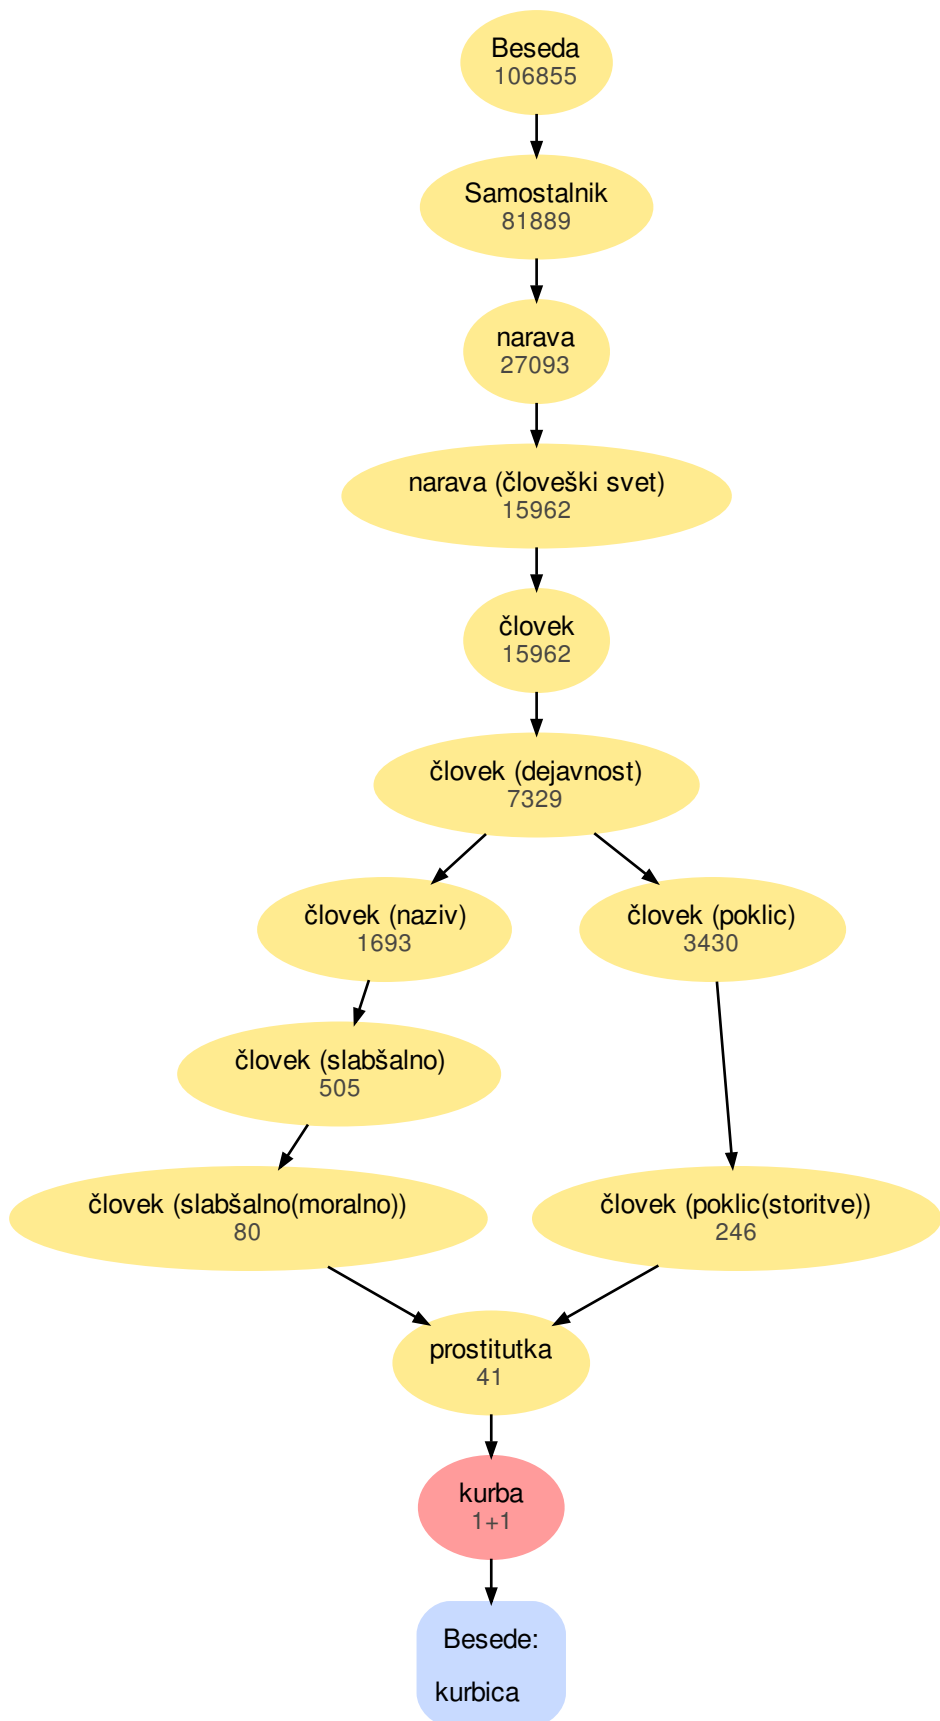 Beseda
106855
Samostalnik
81889
narava
27093
narava (človeški svet)
15962
človek
15962
človek (dejavnost)
7329
človek (naziv)
1693
človek (poklic)
3430
človek (slabšalno)
505
človek (slabšalno(moralno))
80
človek (poklic(storitve))
246
prostitutka
41
kurba
1+1
Besede:
kurbica